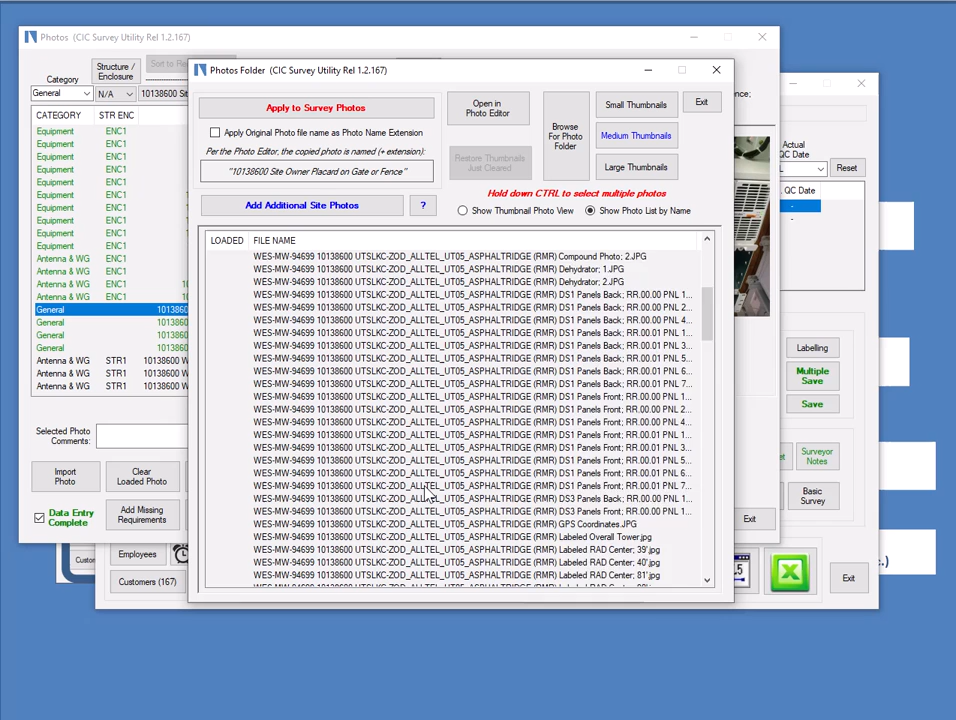 Photos  (CIC Survey Utility Rel 1.2.167)
Category
Structure /
Enclosure
General
N/A
10138600 Sit
CATEGORY STR ENC
Equipment ENC1
Equipment ENC1
Equipment ENC1
Equipment ENC1
Equipment ENC1
Equipment ENC1
Equipment ENC1
Equipment ENC1
Equipment ENC1
Equipment ENC1
Antenna & WG ENC1
Antenna & WG ENC1
Antenna & WG ENC1
Antenna & WG ENC1
General 10138600
General
General
General
Antenna & WG STR1 10138600 W
Antenna & WG STR1
Antenna & WG STR1
Selected Photo
Comments:
Import
Photo
Clear
Loaded Photo
Data Entry
Complete
Add Missing
Requirements
Photos Folder (CIC Survey Utility Rel 1.2.167)
Apply to Survey Photos
Apply Original Photo file name as Photo Name Extension
Per the Photo Editor, the copied photo is named (+ extension):
"10138600 Site Owner Placard on Gate or Fence"
Add Additional Site Photos
?
Open in
Photo Editor
Restore Thumbnails
Just Cleared
Browse
For Photo
Folder
Small Thumbnails
Medium Thumbnails
Large Thumbnails
Exit
Hold down CTRL to select multiple photos
Show Thumbnail Photo View
Show Photo List by Name
LOADED FILE NAME
WES-MW-94699 10138600 UTSLKC-ZOD_ALLTEL_UT05_ASPHALTRIDGE (RMR) Compound Photo; 2.JPG
WES-MW-94699 10138600 UTSLKC-ZOD_ALLTEL_UT05_ASPHALTRIDGE (RMR) Dehydrator; 1.JPG
WES-MW-94699 10138600 UTSLKC-ZOD_ALLTEL_UT05_ASPHALTRIDGE (RMR) Dehydrator; 2.JPG
WES-MW-94699 10138600 UTSLKC-ZOD_ALLTEL_UT05_ASPHALTRIDGE (RMR) DS1 Panels Back; RR.00.00 PNL 1...
WES-MW-94699 10138600 UTSLKC-ZOD_ALLTEL_UT05_ASPHALTRIDGE (RMR) DS1 Panels Back; RR.00.00 PNL 2...
WES-MW-94699 10138600 UTSLKC-ZOD_ALLTEL_UT05_ASPHALTRIDGE (RMR) DS1 Panels Back; RR.00.00 PNL 4...
WES-MW-94699 10138600 UTSLKC-ZOD_ALLTEL_UT05_ASPHALTRIDGE (RMR) DS1 Panels Back; RR.00.01 PNL 1...
WES-MW-94699 10138600 UTSLKC-ZOD_ALLTEL_UT05_ASPHALTRIDGE (RMR) DS1 Panels Back; RR.00.01 PNL 3...
WES-MW-94699 10138600 UTSLKC-ZOD_ALLTEL_UT05_ASPHALTRIDGE (RMR) DS1 Panels Back; RR.00.01 PNL 5...
WES-MW-94699 10138600 UTSLKC-ZOD_ALLTEL_UT05_ASPHALTRIDGE (RMR) DS1 Panels Back; RR.00.01 PNL 6...
WES-MW-94699 10138600 UTSLKC-ZOD_ALLTEL_UT05_ASPHALTRIDGE (RMR) DS1 Panels Back; RR.00.01 PNL 7...
WES-MW-94699 10138600 UTSLKC-ZOD_ALLTEL_UT05_ASPHALTRIDGE (RMR) DS1 Panels Front; RR.00.00 PNL 1...
WES-MW-94699 10138600 UTSLKC-ZOD_ALLTEL_UT05_ASPHALTRIDGE (RMR) DS1 Panels Front; RR.00.00 PNL 2...
WES-MW-94699 10138600 UTSLKC-ZOD_ALLTEL_UT05_ASPHALTRIDGE (RMR) DS1 Panels Front; RR.00.00 PNL 4...
WES-MW-94699 10138600 UTSLKC-ZOD_ALLTEL_UT05_ASPHALTRIDGE (RMR) DS1 Panels Front; RR.00.01 PNL 1...
WES-MW-94699 10138600 UTSLKC-ZOD_ALLTEL_UT05_ASPHALTRIDGE (RMR) DS1 Panels Front; RR.00.01 PNL 3...
WES-MW-94699 10138600 UTSLKC-ZOD_ALLTEL_UT05_ASPHALTRIDGE (RMR) DS1 Panels Front; RR.00.01 PNL 5...
WES-MW-94699 10138600 UTSLKC-ZOD_ALLTEL_UT05_ASPHALTRIDGE (RMR) DS1 Panels Front; RR.00.01 PNL 6...
WES-MW-94699 10138600 UTSLKC-ZOD_ALLTEL_UT05_ASPHALTRIDGE (RMR) DS1 Panels Front; RR.00.01 PNL 7...
WES-MW-94699 10138600 UTSLKC-ZOD_ALLTEL_UT05_ASPHALTRIDGE (RMR) DS3 Panels Back; RR.00.00 PNL 1...
WES-MW-94699 10138600 UTSLKC-ZOD_ALLTEL_UT05_ASPHALTRIDGE (RMR) DS3 Panels Front; RR.00.00 PNL 1...
WES-MW-94699 10138600 UTSLKC-ZOD_ALLTEL_UT05_ASPHALTRIDGE (RMR) GPS Coordinates.JPG
WES-MW-94699 10138600 UTSLKC-ZOD_ALLTEL_UT05_ASPHALTRIDGE (RMR) Labeled Overall Tower.jpg
WES-MW-94699 10138600 UTSLKC-ZOD_ALLTEL_UT05_ASPHALTRIDGE (RMR) Labeled RAD Center; 39'.jpg
WES-MW-94699 10138600 UTSLKC-ZOD_ALLTEL_UT05_ASPHALTRIDGE (RMR) Labeled RAD Center; 40'.jpg
WES-MW-94699 10138600 UTSLKC-ZOD_ALLTEL_UT05_ASPHALTRIDGE (RMR) Labeled RAD Center; 81'.jpg
Actual
QC Date
Reset
QC Date
-
-
Labelling
Multiple
Save
Save
Surveyor
Notes
Basic
Survey
Exit
Custom
Employees
Customers (167)
Exit